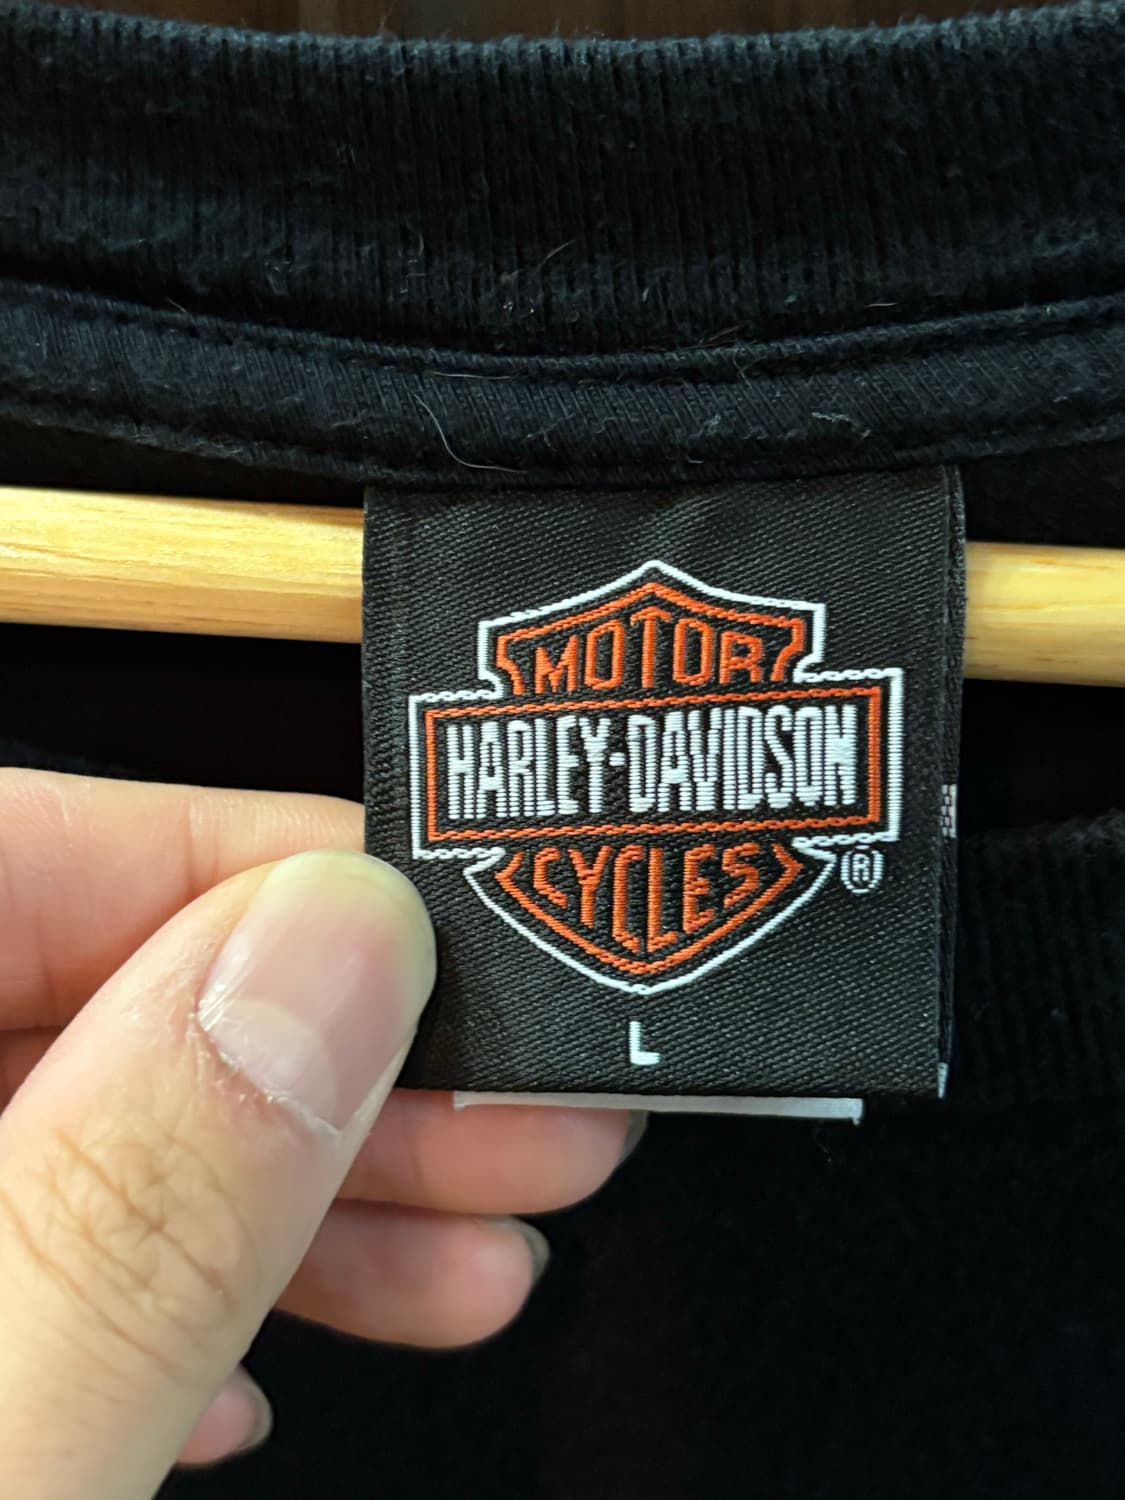 MOTOR
HARLEY-DAVIDSON
CYCLES
®
L